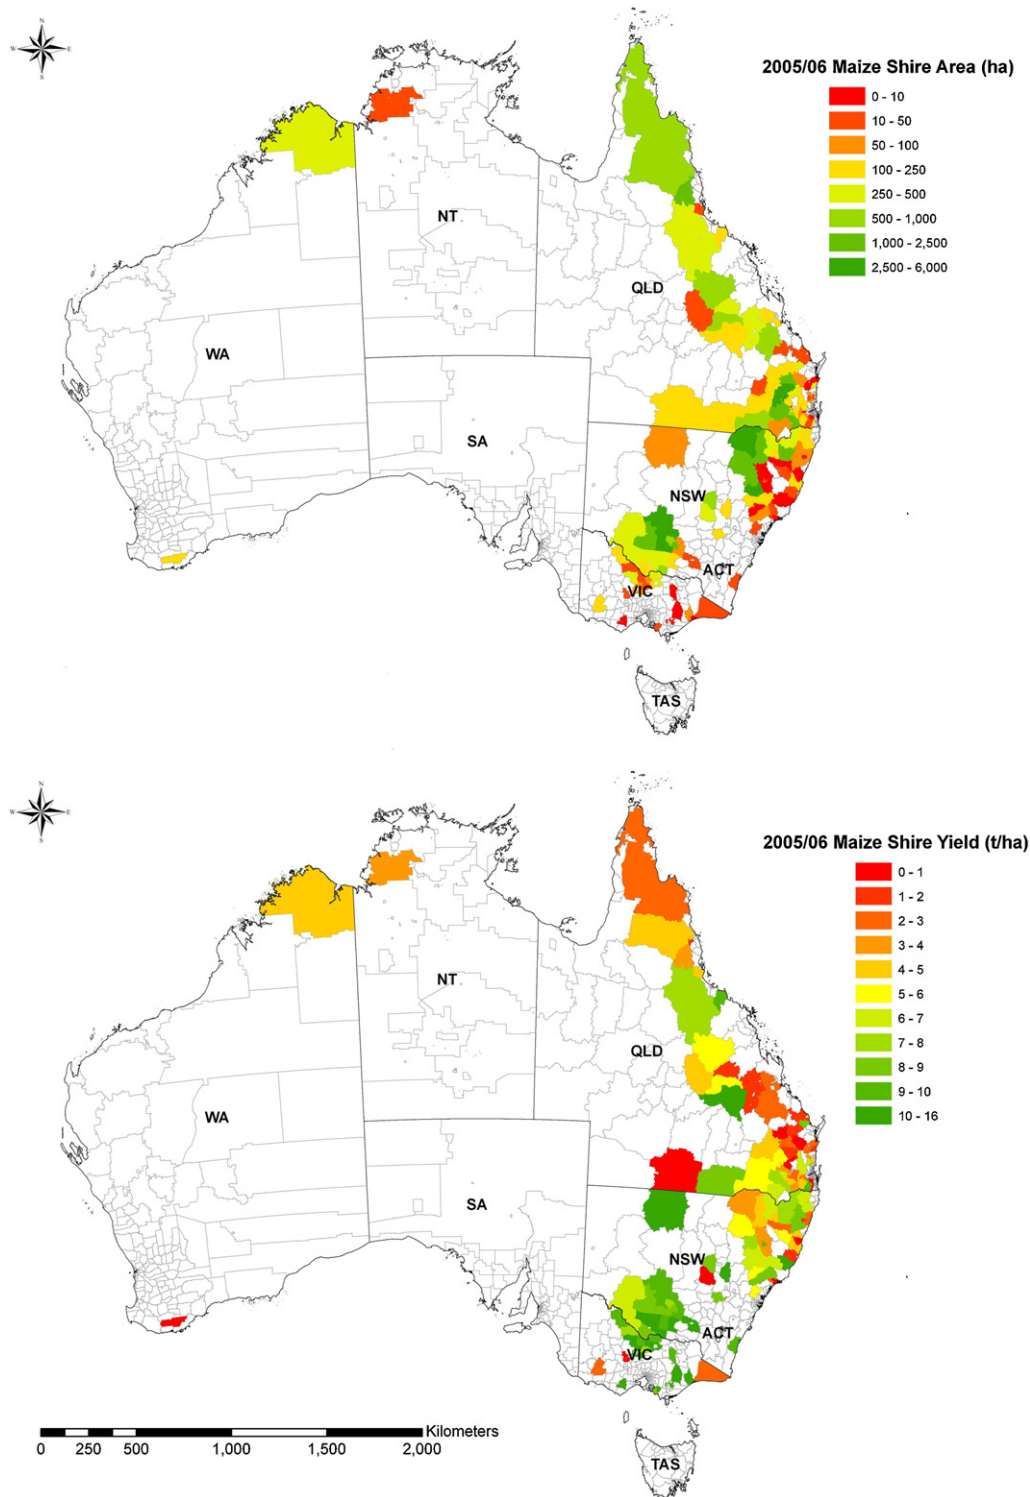 N
W E
S
2005/06 Maize Shire Area (ha)
0 - 10
10 - 50
50 - 100
100 - 250
250 - 500
500 - 1,000
1,000 - 2,500
2,500 - 6,000
NT
QLD
WA
SA
NSW
ACT
VIC
TAS
N
W E
S
2005/06 Maize Shire Yield (t/ha)
0 - 1
1 - 2
2 - 3
3 - 4
4 - 5
5 - 6
6 - 7
7 - 8
8 - 9
9 - 10
10 - 16
NT
QLD
WA
SA
NSW
ACT
VIC
Kilometers
0 250 500 1,000 1,500 2,000
TAS